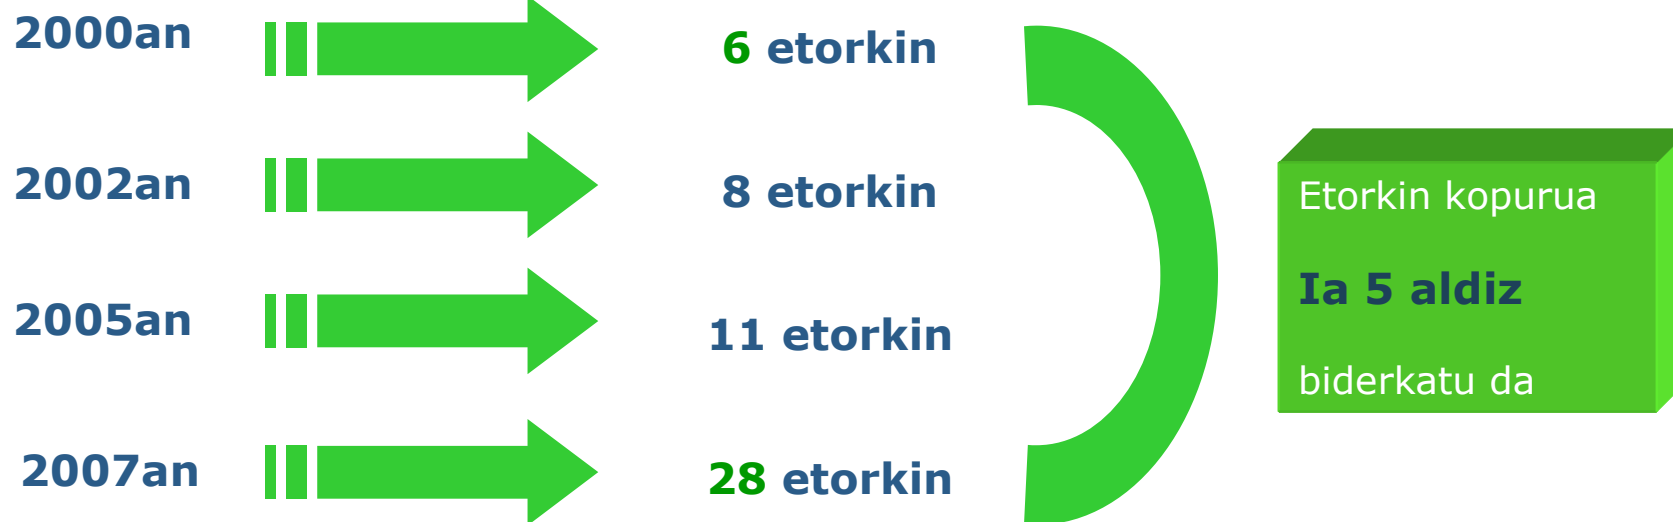 2000an
6 etorkin
2002an
8 etorkin
2005an
11 etorkin
2007an
28 etorkin
Etorkin kopurua
Ia 5 aldiz
biderkatu da